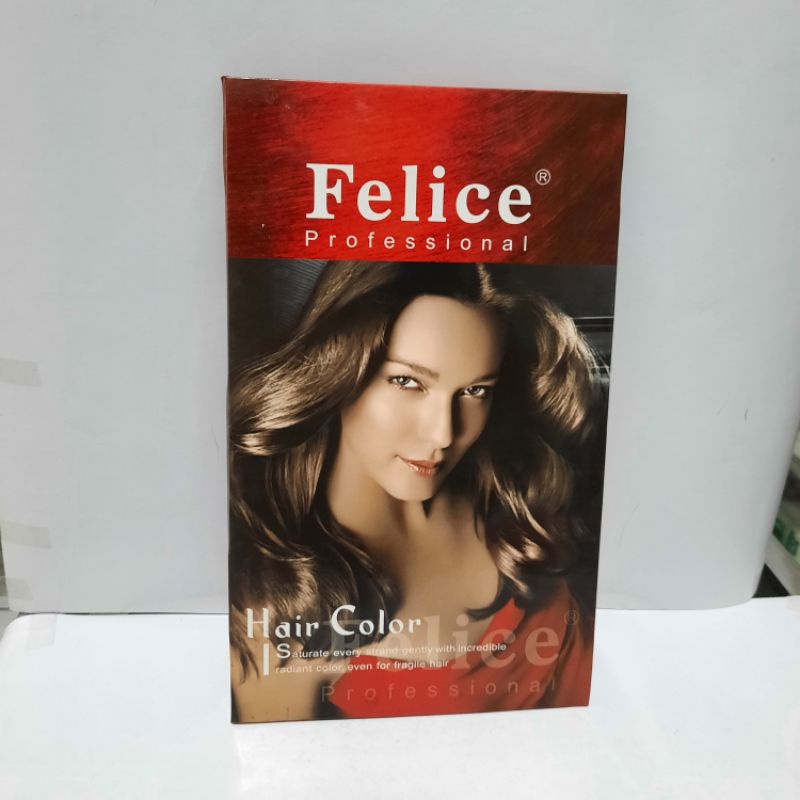 Felice®
Professional
Hair Color
Felice®
Saturate every strand gently with incredible
radiant color, even for fragile hair
Professional